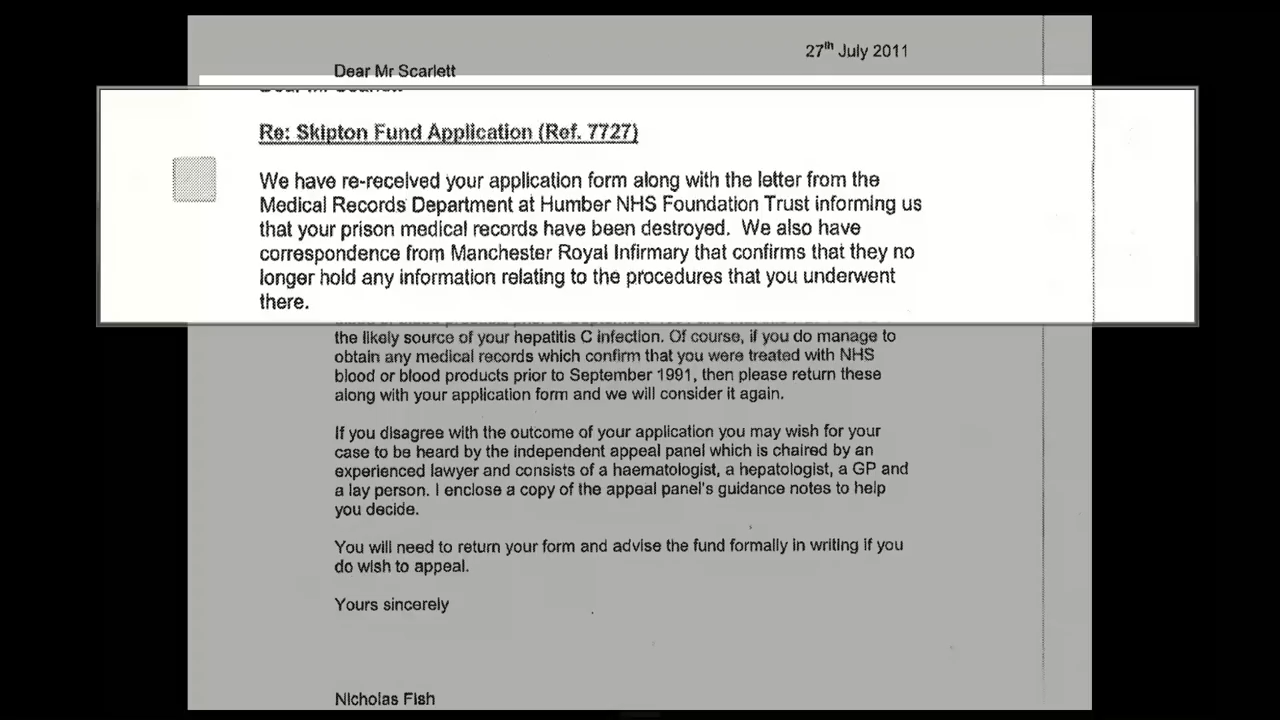 27th July 2011
Dear Mr Scarlett
Dear Mr Scarlett
Re: Skipton Fund Application (Ref. 7727)
We have re-received your application form along with the letter from the
Medical Records Department at Humber NHS Foundation Trust informing us
that your prison medical records have been destroyed. We also have
correspondence from Manchester Royal Infirmary that confirms that they no
longer hold any information relating to the procedures that you underwent
there.
the likely source of your hepatitis C infection. Of course, if you do manage to
obtain any medical records which confirm that you were treated with NHS
blood or blood products prior to September 1991, then please return these
along with your application form and we will consider it again.
If you disagree with the outcome of your application you may wish for your
case to be heard by the independent appeal panel which is chaired by an
experienced lawyer and consists of a haematologist, a hepatologist, a GP and
a lay person. I enclose a copy of the appeal panel's guidance notes to help
you decide.
You will need to return your form and advise the fund formally in writing if you
do wish to appeal.
Yours sincerely
Nicholas Fish